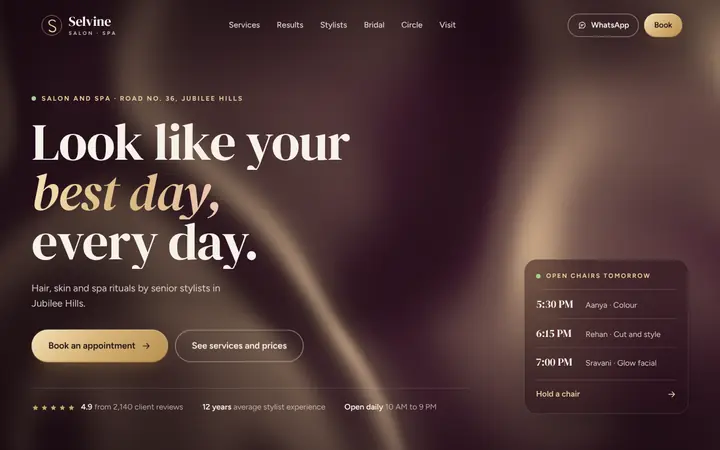 S
Selvine
SALON · SPA
Services
Results
Stylists
Bridal
Circle
Visit
WhatsApp
Book
SALON AND SPA · ROAD NO. 36, JUBILEE HILLS
Look like your
best day,
every day.
Hair, skin and spa rituals by senior stylists in
Jubilee Hills.
Book an appointment →
See services and prices
★★★★★ 4.9 from 2,140 client reviews
12 years average stylist experience
Open daily 10 AM to 9 PM
OPEN CHAIRS TOMORROW
5:30 PM Aanya · Colour
6:15 PM Rehan · Cut and style
7:00 PM Sravani · Glow facial
Hold a chair →